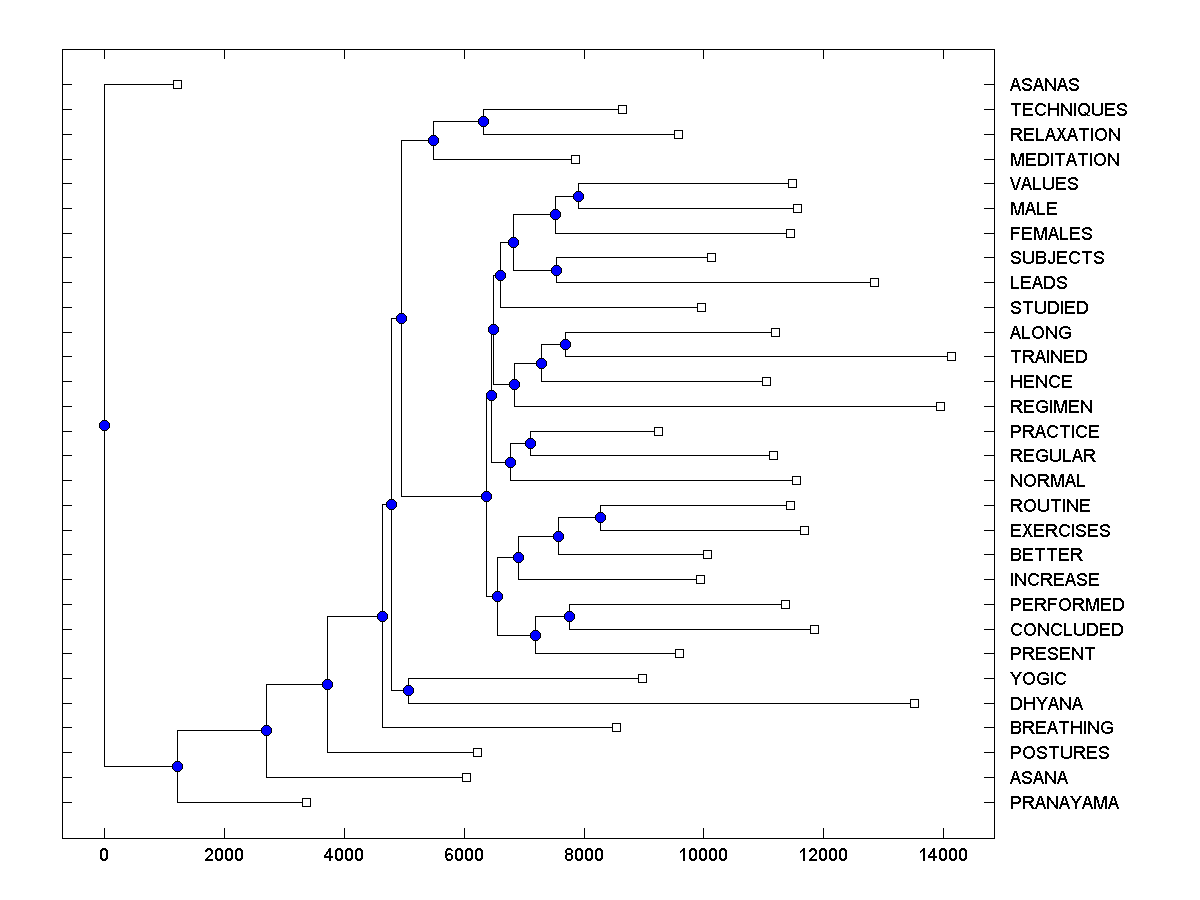 ASANAS
TECHNIQUES
RELAXATION
MEDITATION
VALUES
MALE
FEMALES
SUBJECTS
LEADS
STUDIED
ALONG
TRAINED
HENCE
REGIMEN
PRACTICE
REGULAR
NORMAL
ROUTINE
EXERCISES
BETTER
INCREASE
PERFORMED
CONCLUDED
PRESENT
YOGIC
DHYANA
BREATHING
POSTURES
ASANA
PRANAYAMA
0 2000 4000 6000 8000 10000 12000 14000